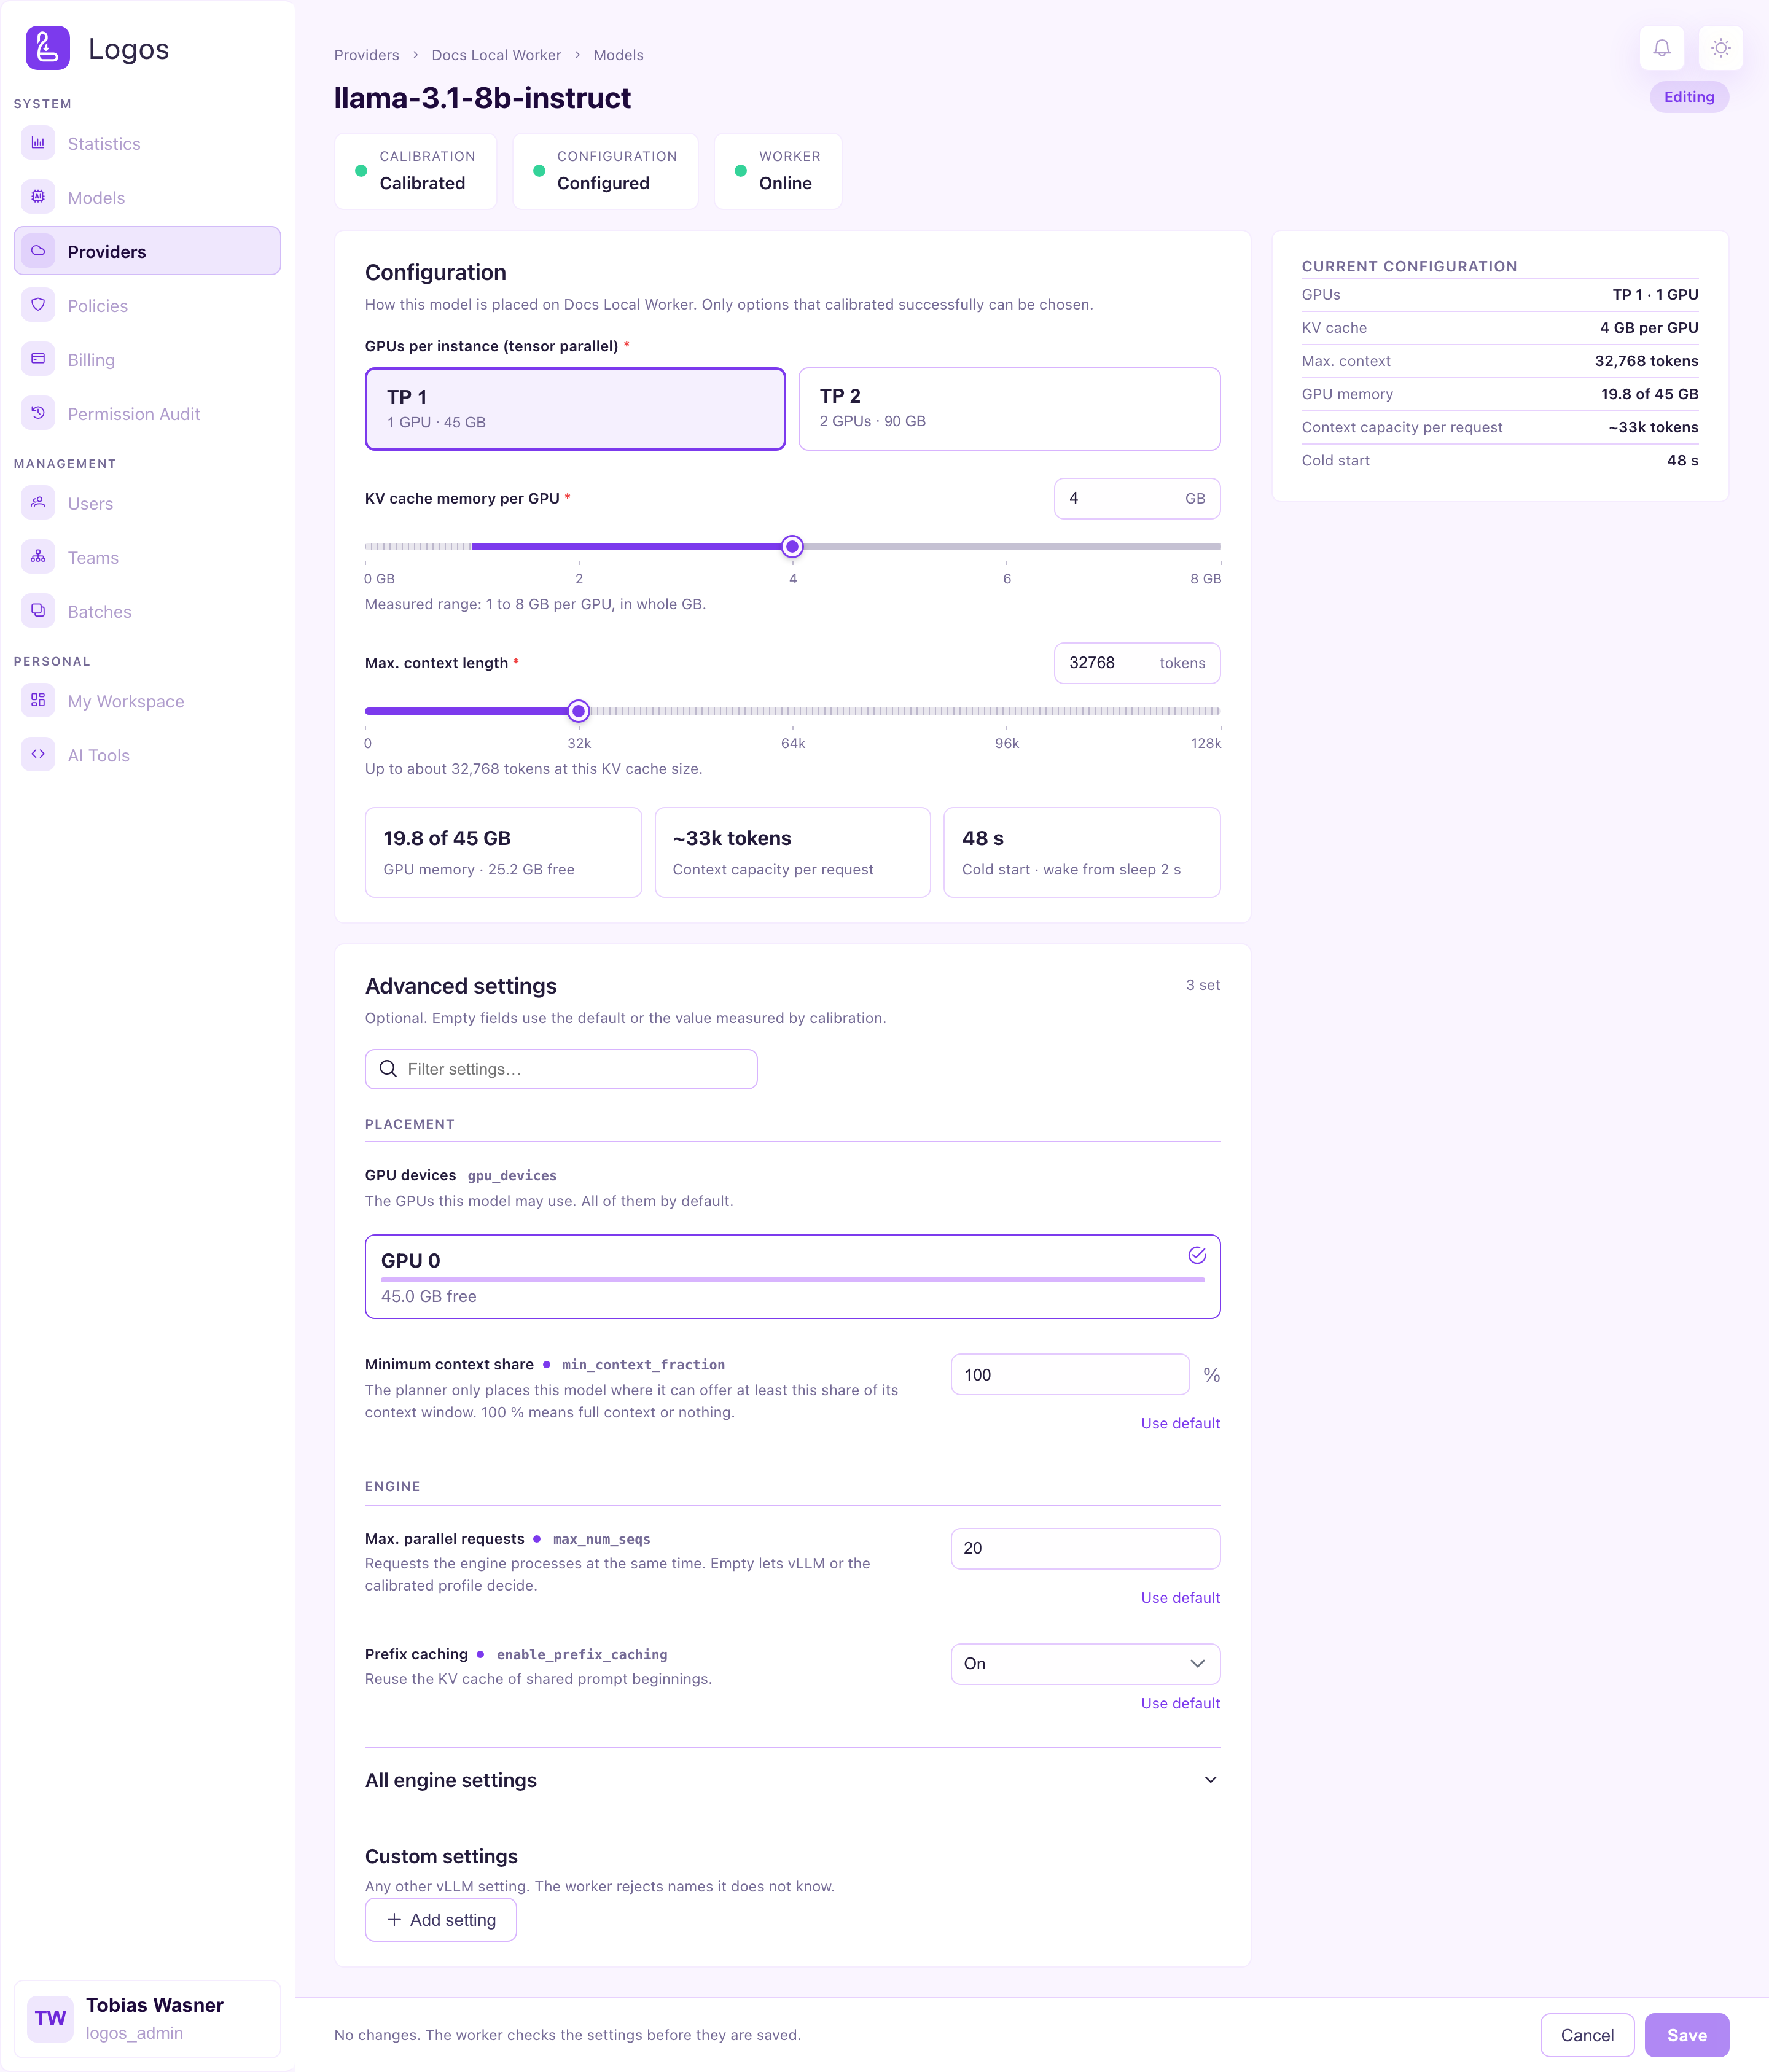 Logos
SYSTEM
Statistics
Models
Providers
Policies
Billing
Permission Audit
MANAGEMENT
Users
Teams
Batches
PERSONAL
My Workspace
AI Tools
TW
Tobias Wasner
logos_admin
Providers > Docs Local Worker > Models
llama-3.1-8b-instruct
Editing
CALIBRATION
Calibrated
CONFIGURATION
Configured
WORKER
Online
Configuration
How this model is placed on Docs Local Worker. Only options that calibrated successfully can be chosen.
GPUs per instance (tensor parallel) *
TP 1
1 GPU · 45 GB
TP 2
2 GPUs · 90 GB
KV cache memory per GPU *
4 GB
0 GB 2 4 6 8 GB
Measured range: 1 to 8 GB per GPU, in whole GB.
Max. context length *
32768 tokens
0 32k 64k 96k 128k
Up to about 32,768 tokens at this KV cache size.
19.8 of 45 GB
GPU memory · 25.2 GB free
~33k tokens
Context capacity per request
48 s
Cold start · wake from sleep 2 s
CURRENT CONFIGURATION
GPUs TP 1 · 1 GPU
KV cache 4 GB per GPU
Max. context 32,768 tokens
GPU memory 19.8 of 45 GB
Context capacity per request ~33k tokens
Cold start 48 s
Advanced settings
3 set
Optional. Empty fields use the default or the value measured by calibration.
Filter settings…
PLACEMENT
GPU devices gpu_devices
The GPUs this model may use. All of them by default.
GPU 0
45.0 GB free
Minimum context share min_context_fraction
The planner only places this model where it can offer at least this share of its
context window. 100 % means full context or nothing.
100 %
Use default
ENGINE
Max. parallel requests max_num_seqs
Requests the engine processes at the same time. Empty lets vLLM or the
calibrated profile decide.
20
Use default
Prefix caching enable_prefix_caching
Reuse the KV cache of shared prompt beginnings.
On
Use default
All engine settings
Custom settings
Any other vLLM setting. The worker rejects names it does not know.
+ Add setting
No changes. The worker checks the settings before they are saved.
Cancel
Save